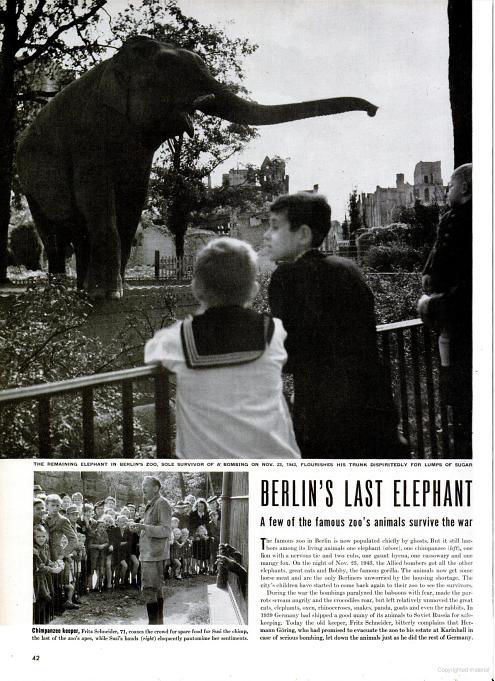 THE REMAINING ELEPHANT IN BERLIN'S ZOO, SOLE SURVIVOR OF A BOMBING ON NOV. 23, 1943, FLOURISHES HIS TRUNK DISPIRITEDLY FOR LUMPS OF SUGAR
BERLIN'S LAST ELEPHANT
A few of the famous zoo's animals survive the war
The famous zoo in Berlin is now populated chiefly by ghosts. But it still har-
bors among its living animals one elephant (above), one chimpanzee (left), one
lion with a nervous tic and two cubs, one gaunt hyena, one cassowary and one
mangy fox. On the night of Nov. 23, 1943, the Allied bombers got all the other
elephants, great cats and Bobby, the famous gorilla. The animals now get some
horse meat and are the only Berliners unworried by the housing shortage. The
city's children have started to come back again to their zoo to see the survivors.
During the war the bombings paralyzed the baboons with fear, made the par-
rots scream angrily and the crocodiles roar, but left relatively unmoved the great
cats, elephants, oxen, rhinoceroses, snakes, panda, goats and even the rabbits. In
1939 Germany had shipped a good many of its animals to Soviet Russia for safe-
keeping. Today the old keeper, Fritz Schneider, bitterly complains that Her-
mann Göring, who had promised to evacuate the zoo to his estate at Karinhall in
case of serious bombing, let down the animals just as he did the rest of Germany.
Chimpanzee keeper, Fritz Schneider, 71, coaxes the crowd for spare food for Susi the chimp,
the last of the zoo's apes, while Susi's hands (right) eloquently pantomime her sentiments.
42
Copyrighted material